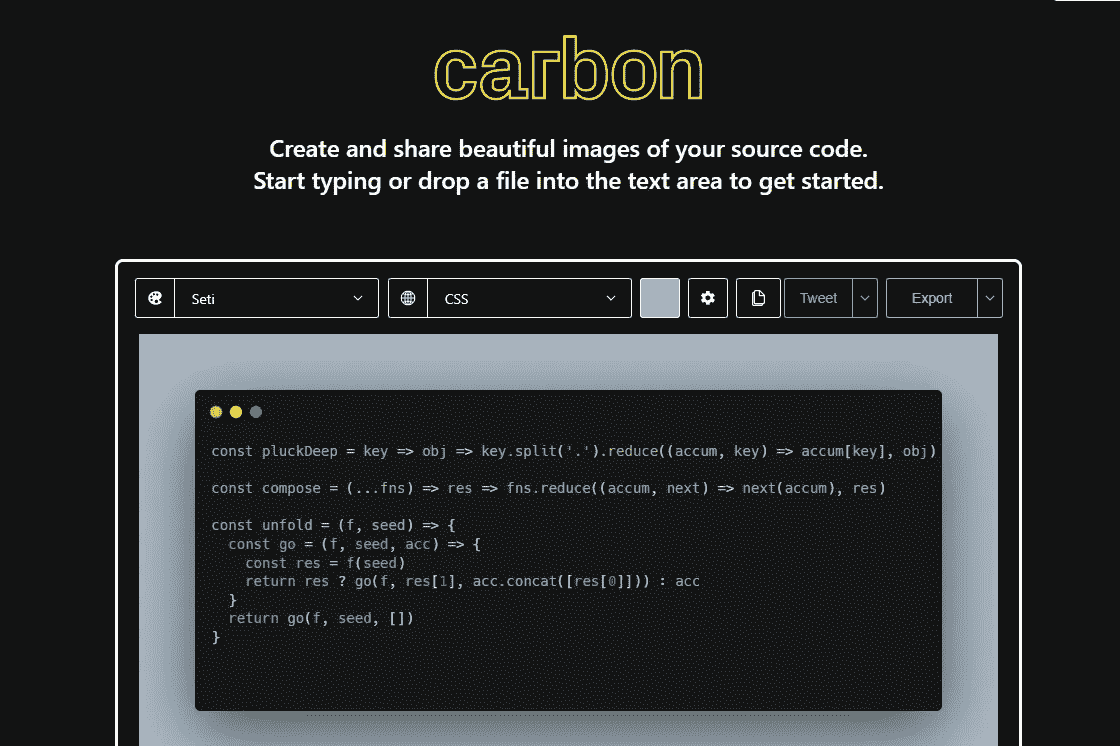 carbon
Create and share beautiful images of your source code.
Start typing or drop a file into the text area to get started.
Seti CSS Tweet Export
const pluckDeep = key => obj => key.split('.').reduce((accum, key) => accum[key], obj)
const compose = (...fns) => res => fns.reduce((accum, next) => next(accum), res)
const unfold = (f, seed) => {
  const go = (f, seed, acc) => {
    const res = f(seed)
    return res ? go(f, res[1], acc.concat([res[0]])) : acc
  }
  return go(f, seed, [])
}